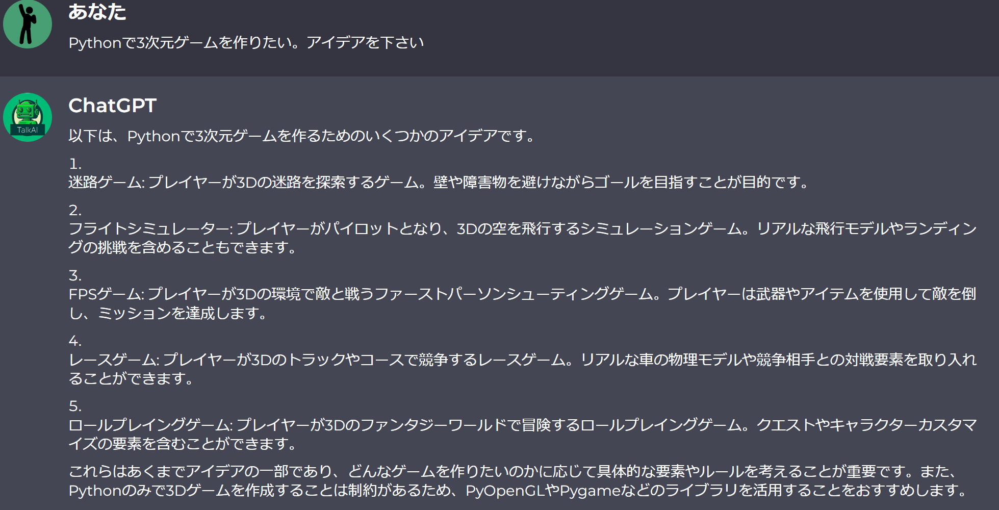 あなた
Pythonで3次元ゲームを作りたい。アイデアを下さい
ChatGPT
TalkAI
以下は、Pythonで3次元ゲームを作るためのいくつかのアイデアです。
1.
迷路ゲーム: プレイヤーが3Dの迷路を探索するゲーム。壁や障害物を避けながらゴールを目指すことが目的です。
2.
フライトシミュレーター: プレイヤーがパイロットとなり、3Dの空を飛行するシミュレーションゲーム。リアルな飛行モデルやランディン
グの挑戦を含めることもできます。
3.
FPSゲーム: プレイヤーが3Dの環境で敵と戦うファーストパーソンシューティングゲーム。プレイヤーは武器やアイテムを使用して敵を倒
し、ミッションを達成します。
4.
レースゲーム: プレイヤーが3Dのトラックやコースで競争するレースゲーム。リアルな車の物理モデルや競争相手との対戦要素を取り入れ
ることができます。
5.
ロールプレイングゲーム: プレイヤーが3Dのファンタジーワールドで冒険するロールプレイングゲーム。クエストやキャラクターカスタマ
イズの要素を含むことができます。
これらはあくまでアイデアの一部であり、どんなゲームを作りたいのかに応じて具体的な要素やルールを考えることが重要です。また、
Pythonのみで3Dゲームを作成することは制約があるため、PyOpenGLやPygameなどのライブラリを活用することをおすすめします。